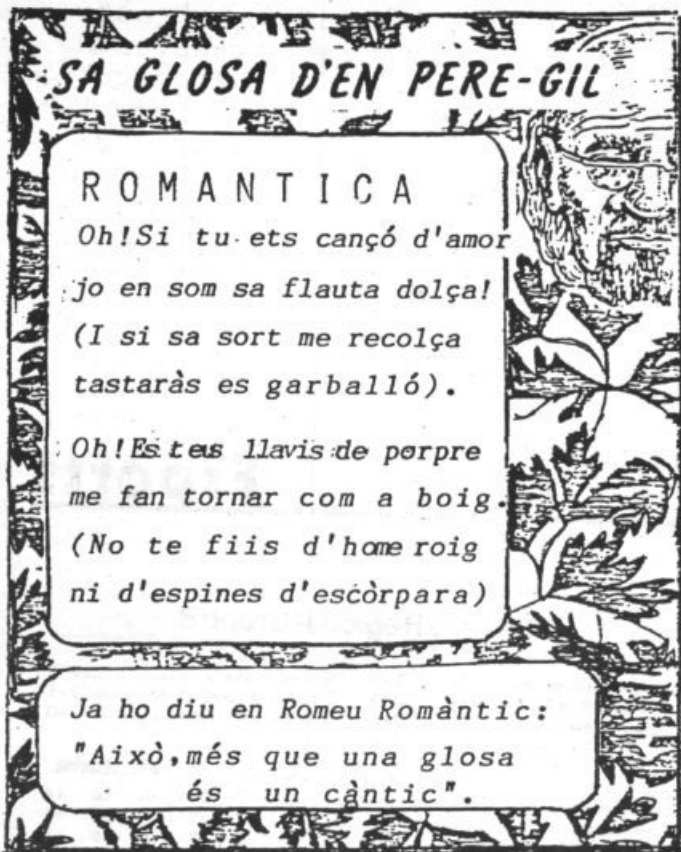 SA GLOSA D'EN PERE-GIL
ROMANTICA
Oh!Si tu ets cançó d'amor
jo en som sa flauta dolça!
(I si sa sort me recolça
tastaràs es garballó).
Oh!Es teus llavis de porpre
me fan tornar com a boig.
(No te fiis d'home roig
ni d'espines d'escòrpara)
Ja ho diu en Romeu Romàntic:
"Això,més que una glosa
és un càntic".